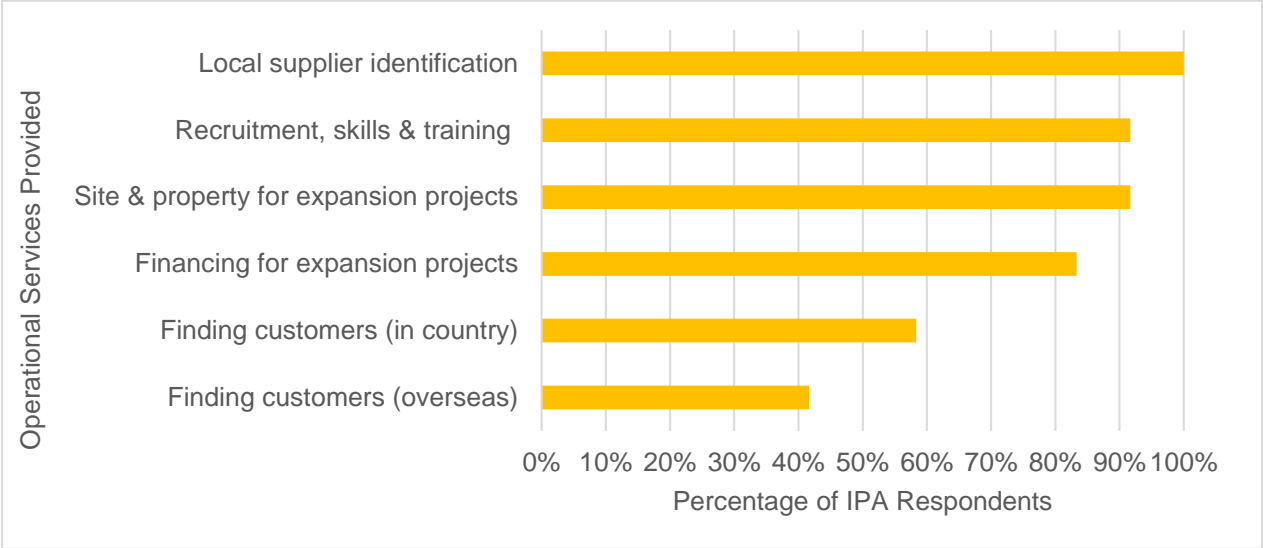 Operational Services Provided
Local supplier identification
Recruitment, skills & training
Site & property for expansion projects
Financing for expansion projects
Finding customers (in country)
Finding customers (overseas)
0% 10% 20% 30% 40% 50% 60% 70% 80% 90% 100%
Percentage of IPA Respondents